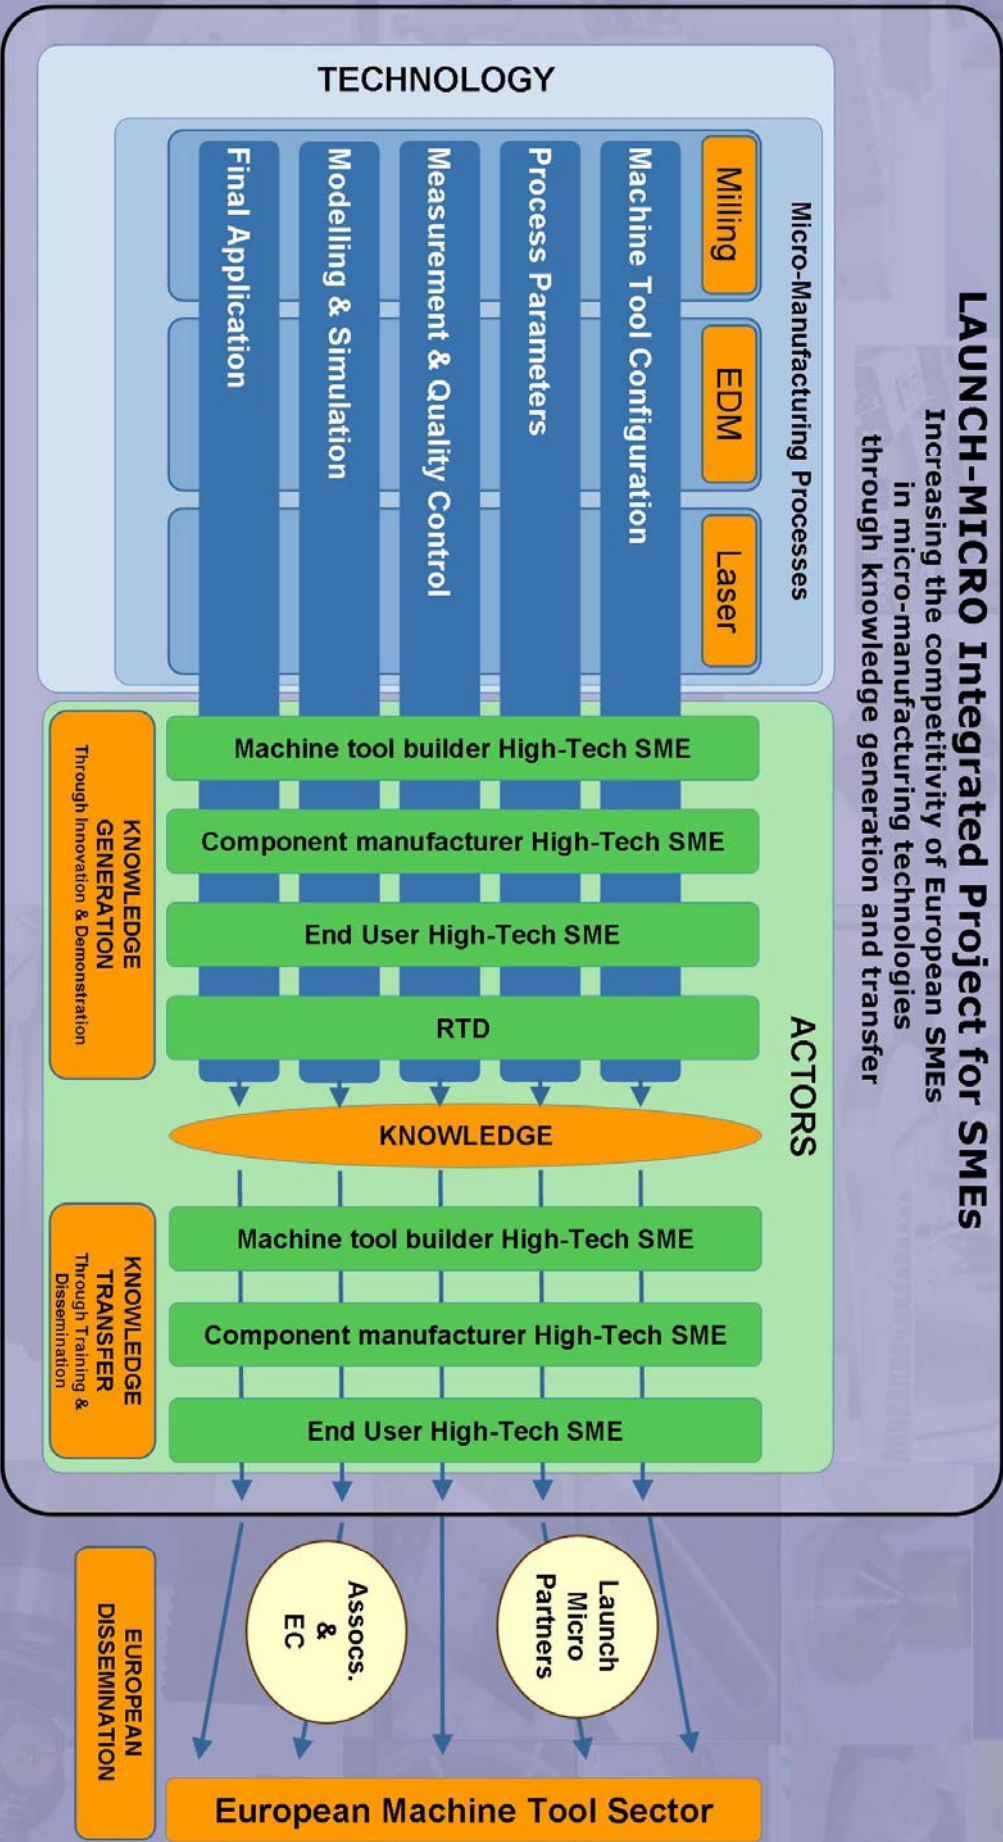 LAUNCH-MICRO Integrated Project for SMEs
Increasing the competitivity of European SMEs
in micro-manufacturing technologies
through knowledge generation and transfer
TECHNOLOGY
Micro-Manufacturing Processes
Milling
EDM
Laser
Machine Tool Configuration
Process Parameters
Measurement & Quality Control
Modelling & Simulation
Final Application
ACTORS
Machine tool builder High-Tech SME
Component manufacturer High-Tech SME
End User High-Tech SME
RTD
KNOWLEDGE
GENERATION
Through Innovation & Demonstration
KNOWLEDGE
Machine tool builder High-Tech SME
Component manufacturer High-Tech SME
End User High-Tech SME
KNOWLEDGE
TRANSFER
Through Training &
Dissemination
Launch
Micro
Partners
Assocs.
&
EC
EUROPEAN
DISSEMINATION
European Machine Tool Sector